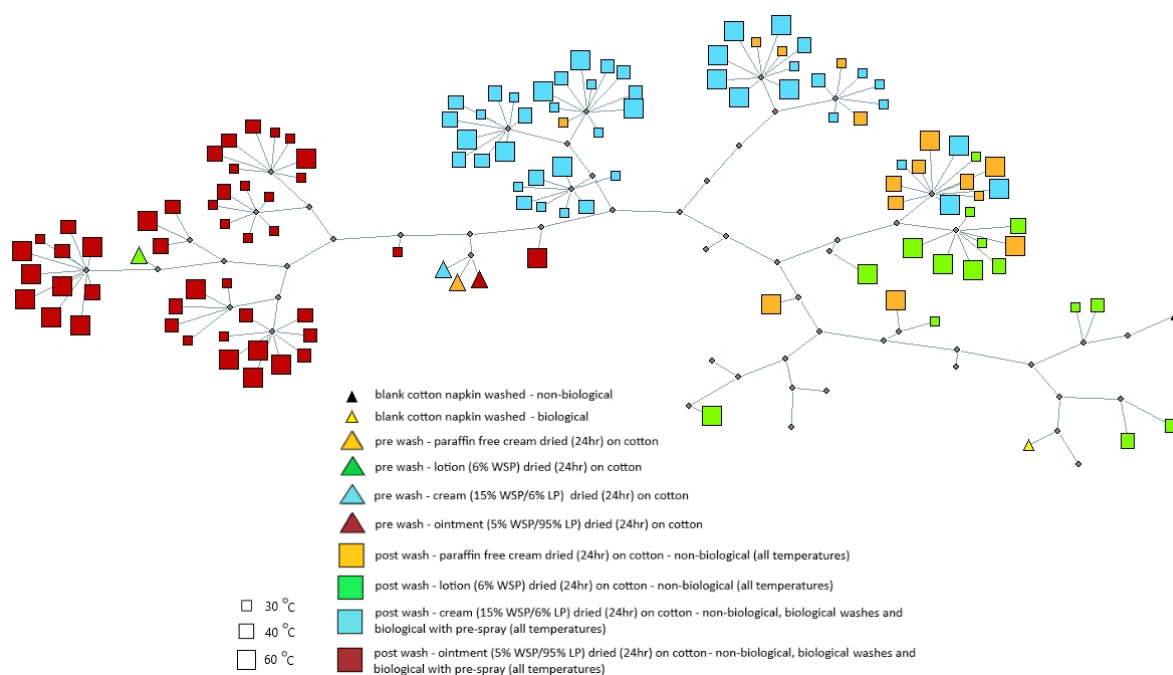 blank cotton napkin washed - non-biological
blank cotton napkin washed - biological
pre wash - paraffin free cream dried (24hr) on cotton
pre wash - lotion (6% WSP) dried (24hr) on cotton
pre wash - cream (15% WSP/6% LP) dried (24hr) on cotton
pre wash - ointment (5% WSP/95% LP) dried (24hr) on cotton
post wash - paraffin free cream dried (24hr) on cotton - non-biological (all temperatures)
post wash - lotion (6% WSP) dried (24hr) on cotton - non-biological (all temperatures)
post wash - cream (15% WSP/6% LP) dried (24hr) on cotton - non-biological, biological washes and
biological with pre-spray (all temperatures)
post wash - ointment (5% WSP/95% LP) dried (24hr) on cotton - non-biological, biological washes and
biological with pre-spray (all temperatures)
30 °C
40 °C
60 °C